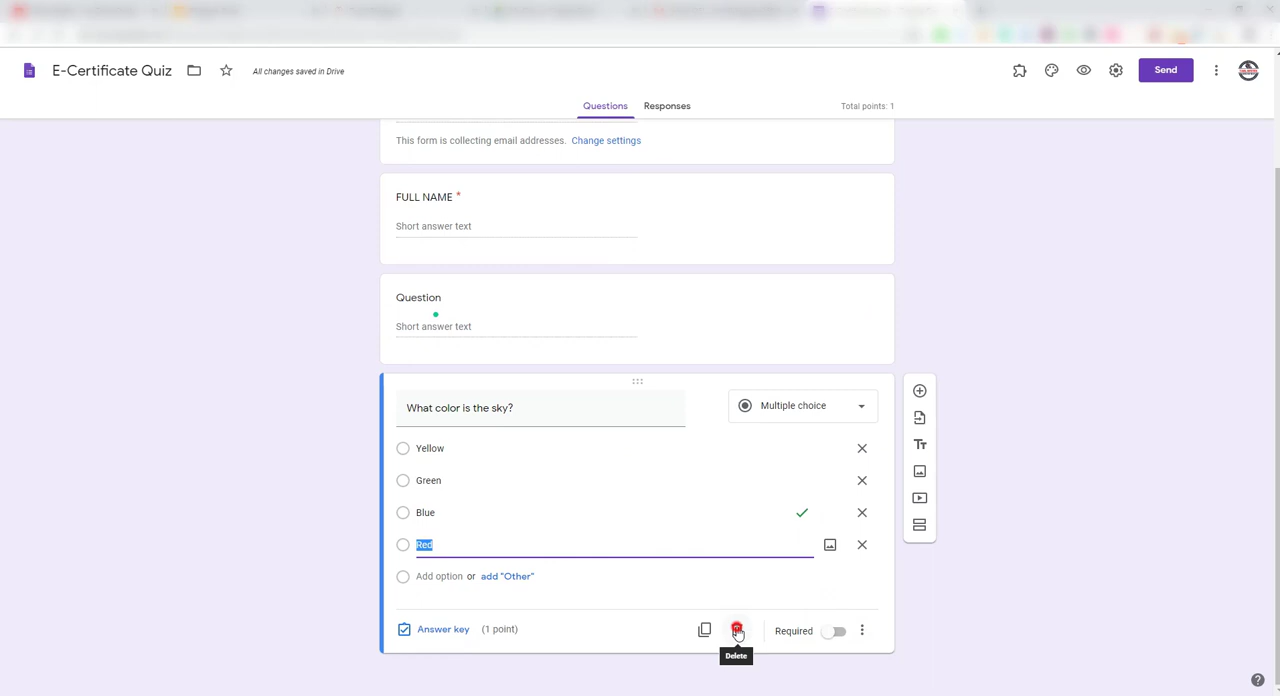 E-Certificate Quiz
All changes saved in Drive
Send
Questions
Responses
Total points: 1
This form is collecting email addresses. Change settings
FULL NAME *
Short answer text
Question
Short answer text
What color is the sky?
Multiple choice
Yellow
Green
Blue
Red
Add option or add "Other"
Answer key (1 point)
Required
Delete